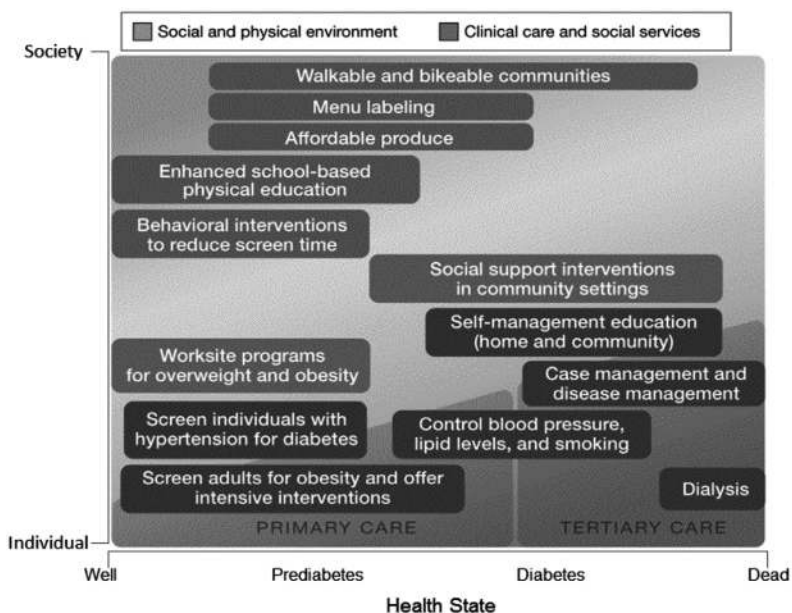 Social and physical environment
Clinical care and social services
Society
Walkable and bikeable communities
Menu labeling
Affordable produce
Enhanced school-based
physical education
Behavioral interventions
to reduce screen time
Social support interventions
in community settings
Self-management education
(home and community)
Worksite programs
for overweight and obesity
Case management and
disease management
Screen individuals with
hypertension for diabetes
Control blood pressure,
lipid levels, and smoking
Screen adults for obesity and offer
intensive interventions
Dialysis
PRIMARY CARE
TERTIARY CARE
Individual
Well
Prediabetes
Diabetes
Dead
Health State